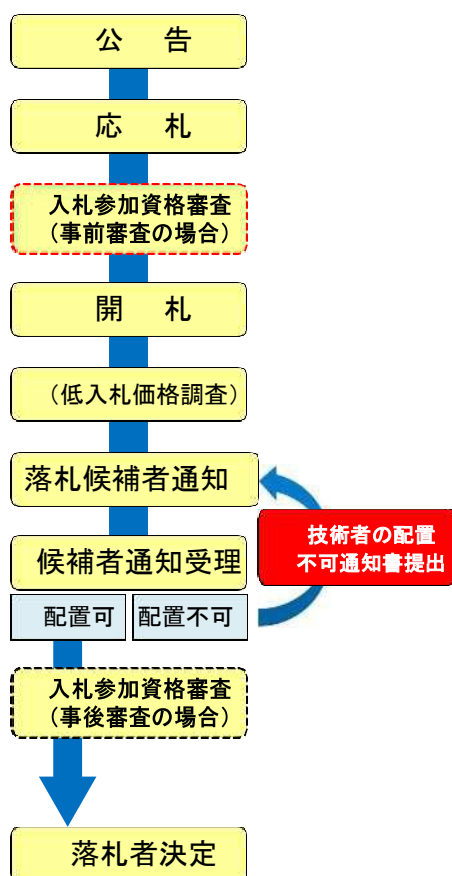 公　告
応　札
入札参加資格審査
（事前審査の場合）
開　札
（低入札価格調査）
落札候補者通知
技術者の配置
不可通知書提出
候補者通知受理
配置可
配置不可
入札参加資格審査
（事後審査の場合）
落札者決定